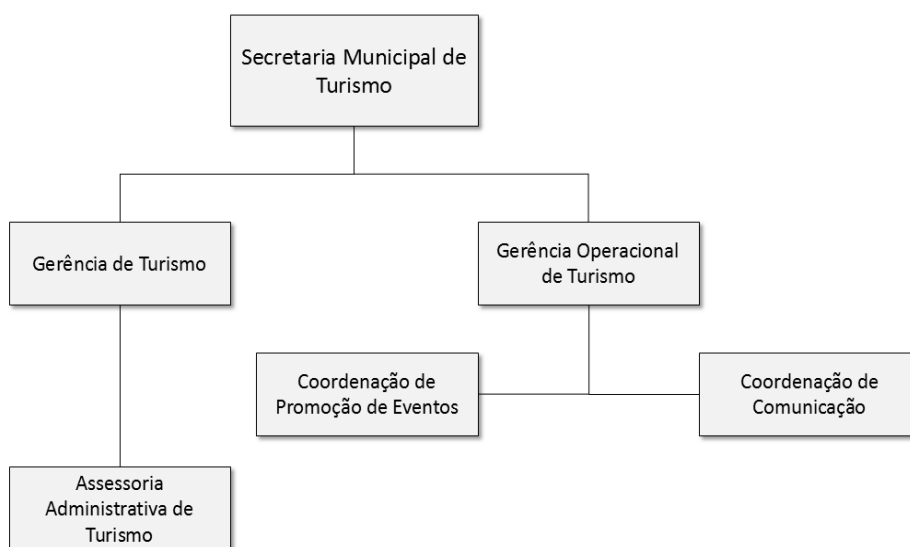 Secretaria Municipal de
Turismo
Gerência de Turismo
Gerência Operacional
de Turismo
Coordenação de
Promoção de Eventos
Coordenação de
Comunicação
Assessoria
Administrativa de
Turismo